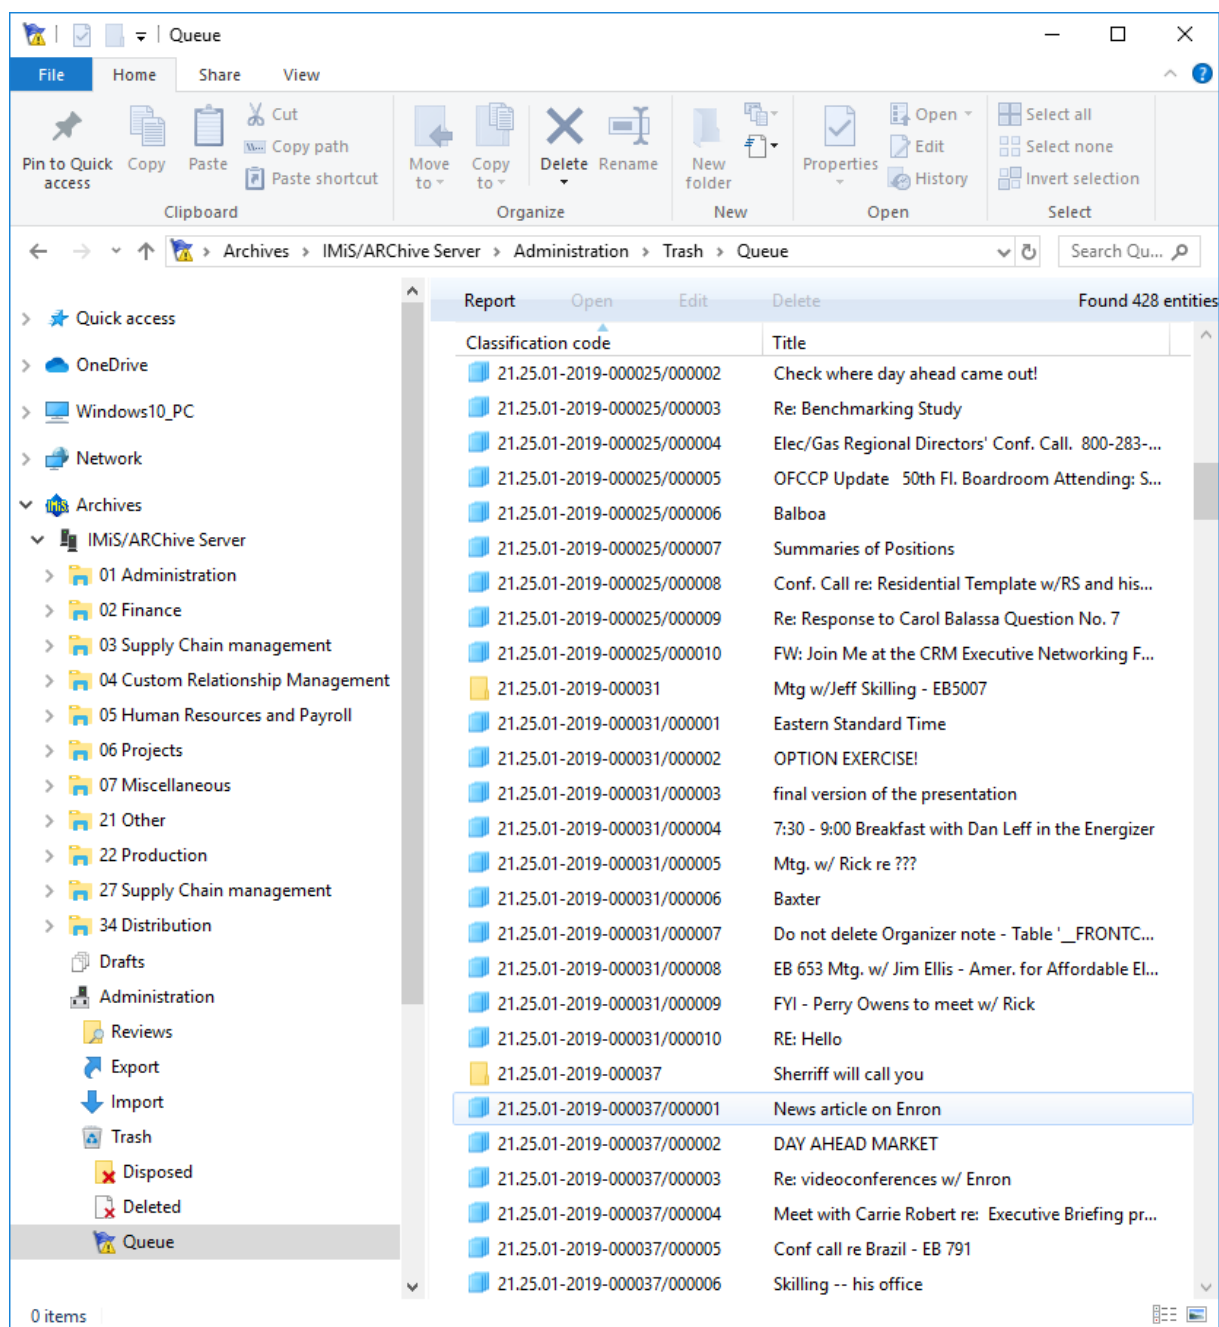 Queue
File Home Share View
Pin to Quick access
Copy
Paste
Cut
Copy path
Paste shortcut
Move to
Copy to
Delete
Rename
New folder
Properties
Open
Edit
History
Select all
Select none
Invert selection
Clipboard Organize New Open Select
Archives > IMiS/ARChive Server > Administration > Trash > Queue
Search Qu...
Quick access
OneDrive
Windows10_PC
Network
Archives
IMiS/ARChive Server
01 Administration
02 Finance
03 Supply Chain management
04 Custom Relationship Management
05 Human Resources and Payroll
06 Projects
07 Miscellaneous
21 Other
22 Production
27 Supply Chain management
34 Distribution
Drafts
Administration
Reviews
Export
Import
Trash
Disposed
Deleted
Queue
Report Open Edit Delete Found 428 entities
Classification code Title
21.25.01-2019-000025/000002 Check where day ahead came out!
21.25.01-2019-000025/000003 Re: Benchmarking Study
21.25.01-2019-000025/000004 Elec/Gas Regional Directors' Conf. Call. 800-283-...
21.25.01-2019-000025/000005 OFCCP Update 50th Fl. Boardroom Attending: S...
21.25.01-2019-000025/000006 Balboa
21.25.01-2019-000025/000007 Summaries of Positions
21.25.01-2019-000025/000008 Conf. Call re: Residential Template w/RS and his...
21.25.01-2019-000025/000009 Re: Response to Carol Balassa Question No. 7
21.25.01-2019-000025/000010 FW: Join Me at the CRM Executive Networking F...
21.25.01-2019-000031 Mtg w/Jeff Skilling - EB5007
21.25.01-2019-000031/000001 Eastern Standard Time
21.25.01-2019-000031/000002 OPTION EXERCISE!
21.25.01-2019-000031/000003 final version of the presentation
21.25.01-2019-000031/000004 7:30 - 9:00 Breakfast with Dan Leff in the Energizer
21.25.01-2019-000031/000005 Mtg. w/ Rick re ???
21.25.01-2019-000031/000006 Baxter
21.25.01-2019-000031/000007 Do not delete Organizer note - Table '__FRONTC...
21.25.01-2019-000031/000008 EB 653 Mtg. w/ Jim Ellis - Amer. for Affordable El...
21.25.01-2019-000031/000009 FYI - Perry Owens to meet w/ Rick
21.25.01-2019-000031/000010 RE: Hello
21.25.01-2019-000037 Sherriff will call you
21.25.01-2019-000037/000001 News article on Enron
21.25.01-2019-000037/000002 DAY AHEAD MARKET
21.25.01-2019-000037/000003 Re: videoconferences w/ Enron
21.25.01-2019-000037/000004 Meet with Carrie Robert re: Executive Briefing pr...
21.25.01-2019-000037/000005 Conf call re Brazil - EB 791
21.25.01-2019-000037/000006 Skilling -- his office
0 items